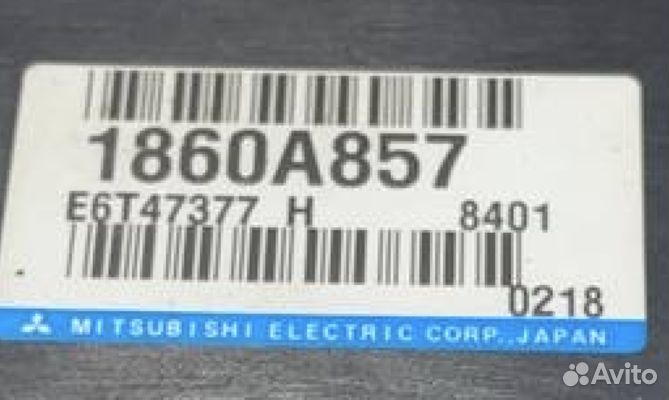 1860A857
E6T47377 H 8401
0218
MITSUBISHI ELECTRIC CORP., JAPAN
Avito